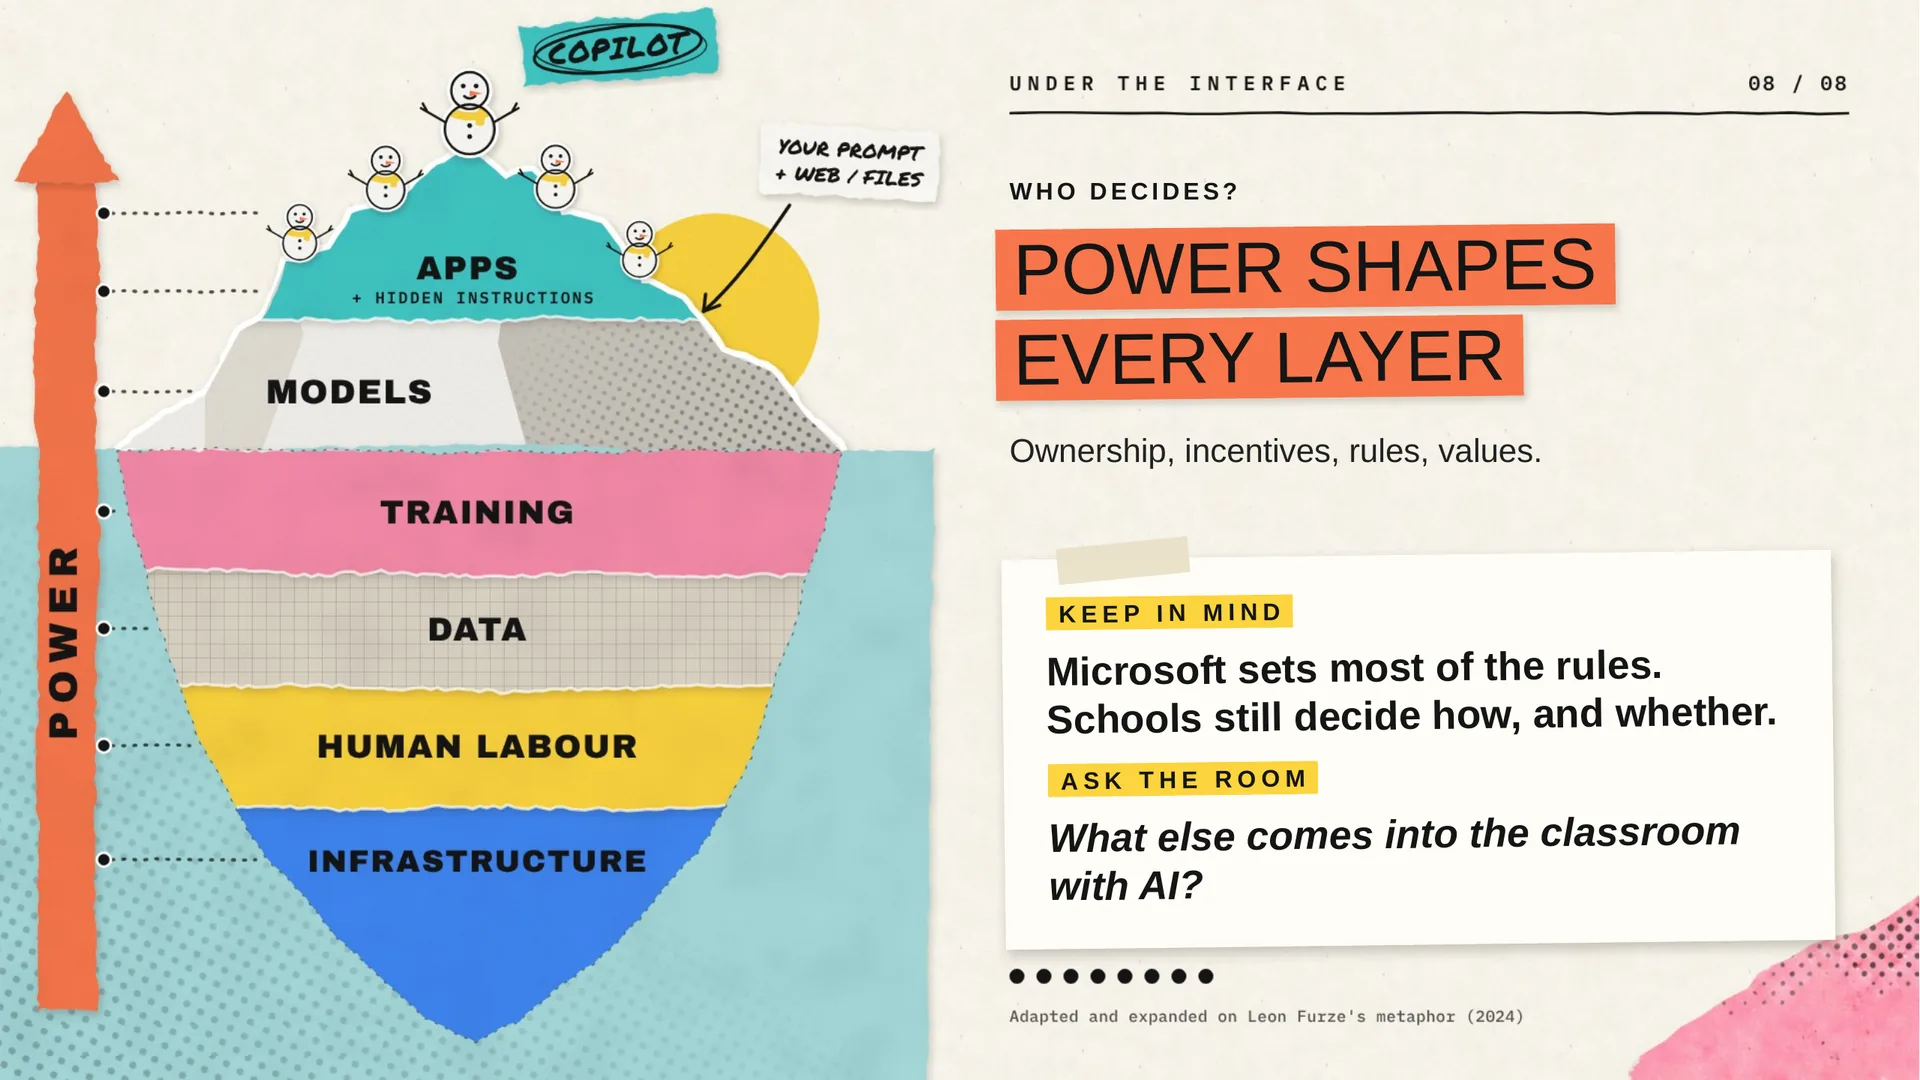 COPILOT
YOUR PROMPT
+ WEB / FILES
APPS
+ HIDDEN INSTRUCTIONS
MODELS
TRAINING
DATA
HUMAN LABOUR
INFRASTRUCTURE
POWER
UNDER THE INTERFACE
08 / 08
WHO DECIDES?
POWER SHAPES
EVERY LAYER
Ownership, incentives, rules, values.
KEEP IN MIND
Microsoft sets most of the rules.
Schools still decide how, and whether.
ASK THE ROOM
What else comes into the classroom
with AI?
Adapted and expanded on Leon Furze's metaphor (2024)